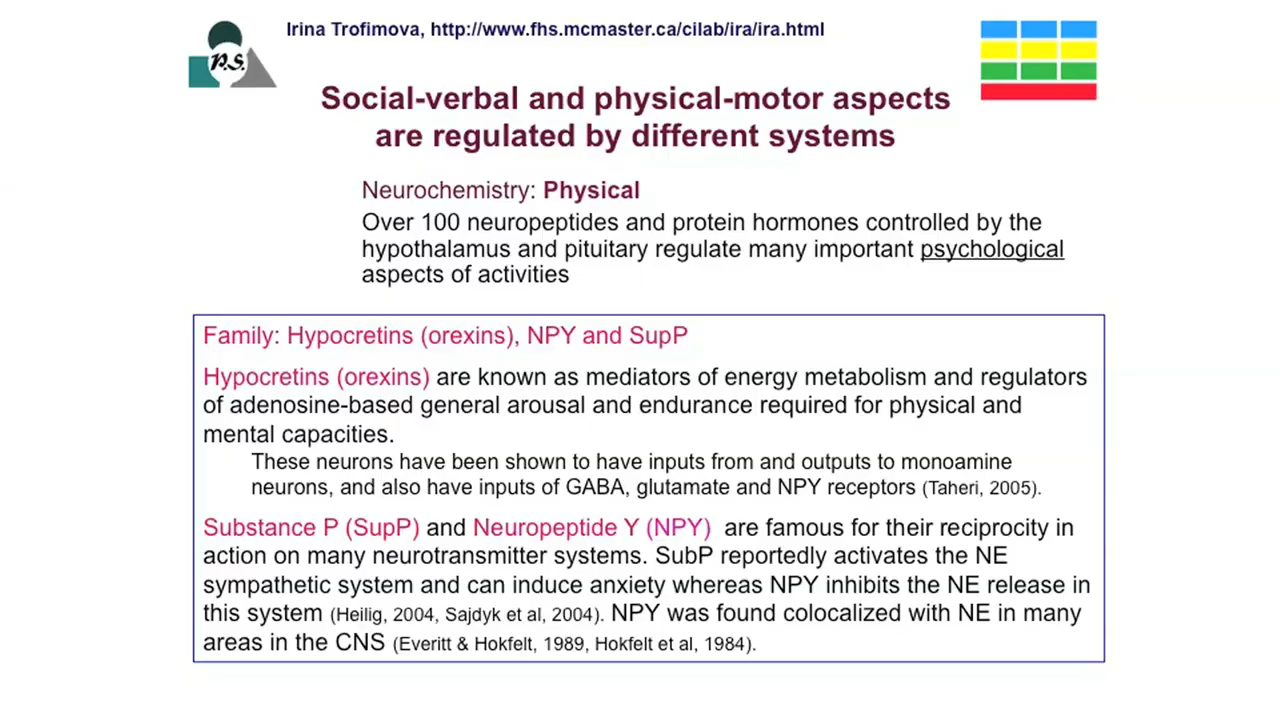 Irina Trofimova, http://www.fhs.mcmaster.ca/cilab/ira/ira.html
P.S.
Social-verbal and physical-motor aspects
are regulated by different systems
Neurochemistry: Physical
Over 100 neuropeptides and protein hormones controlled by the
hypothalamus and pituitary regulate many important psychological
aspects of activities
Family: Hypocretins (orexins), NPY and SupP
Hypocretins (orexins) are known as mediators of energy metabolism and regulators
of adenosine-based general arousal and endurance required for physical and
mental capacities.
These neurons have been shown to have inputs from and outputs to monoamine
neurons, and also have inputs of GABA, glutamate and NPY receptors (Taheri, 2005).
Substance P (SupP) and Neuropeptide Y (NPY) are famous for their reciprocity in
action on many neurotransmitter systems. SubP reportedly activates the NE
sympathetic system and can induce anxiety whereas NPY inhibits the NE release in
this system (Heilig, 2004, Sajdyk et al, 2004). NPY was found colocalized with NE in many
areas in the CNS (Everitt & Hokfelt, 1989, Hokfelt et al, 1984).